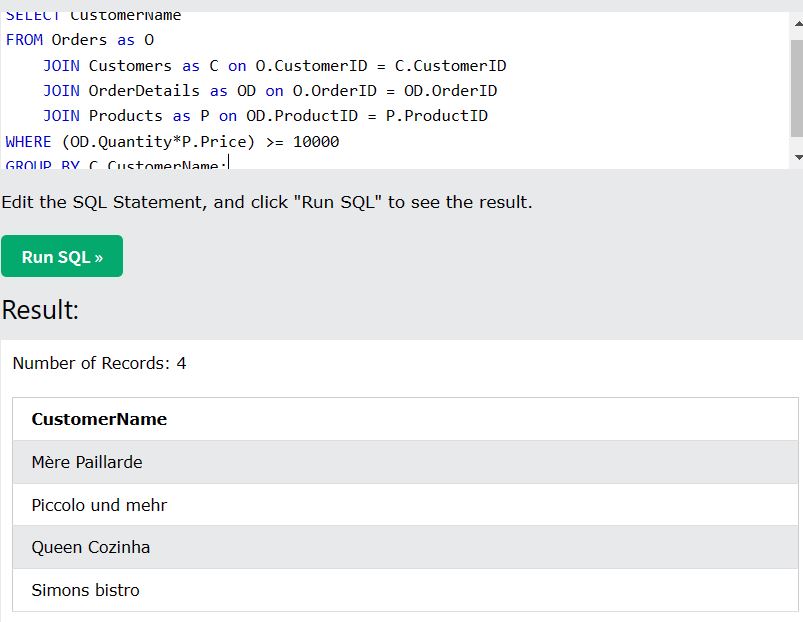 SELECT CustomerName
FROM Orders as O
JOIN Customers as C on O.CustomerID = C.CustomerID
JOIN OrderDetails as OD on O.OrderID = OD.OrderID
JOIN Products as P on OD.ProductID = P.ProductID
WHERE (OD.Quantity*P.Price) >= 10000
GROUP BY C.CustomerName;
Edit the SQL Statement, and click "Run SQL" to see the result.
Run SQL »
Result:
Number of Records: 4
CustomerName
Mère Paillarde
Piccolo und mehr
Queen Cozinha
Simons bistro